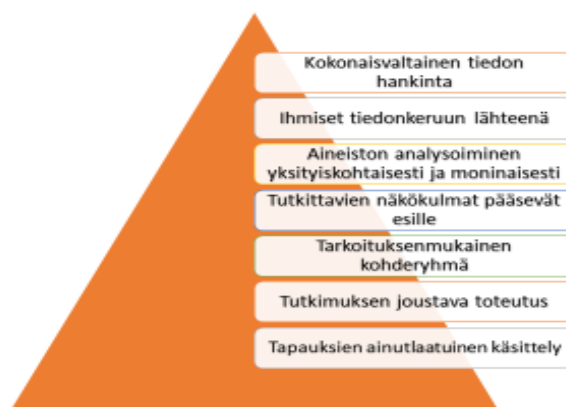 Kokonaisvaltainen tiedon
hankinta
Ihmiset tiedonkeruun lähteenä
Aineiston analysoiminen
yksityiskohtaisesti ja moninaisesti
Tutkittavien näkökulmat pääsevät
esille
Tarkoituksenmukainen
kohderyhmä
Tutkimuksen joustava toteutus
Tapauksien ainutlaatuinen käsittely